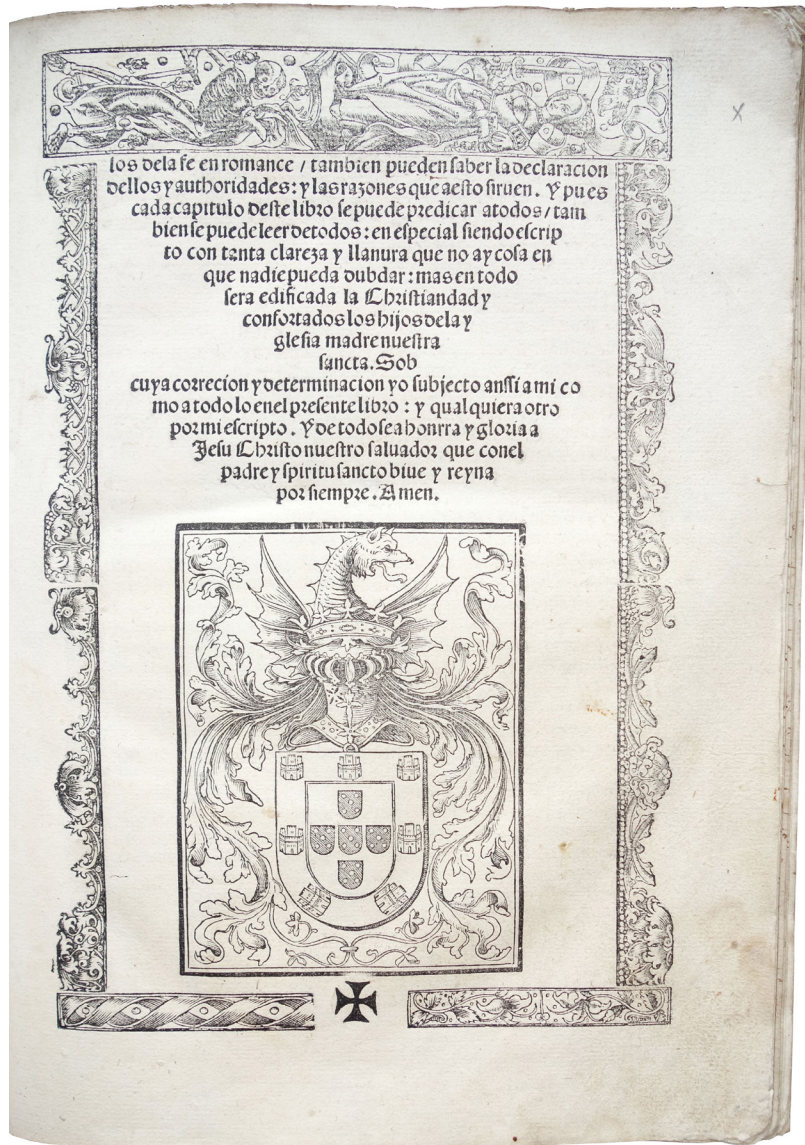 los dela fe en romance / tambien pueden saber la declaracion
dellos y authoridades: y las razones que a esto siruen. Y pues
cada capitulo deste libro se puede predicar a todos / tam
bien se puede leer de todos: en especial siendo escrip
to con tanta clareza y llanura que no ay cosa en
que nadie pueda dubdar: mas en todo
sera edificada la Christiandad y
confortados los hijos dela y
glesia madre nuestra
sancta. Sob
cuya correcion y determinacion yo subjecto anssi a mi co
mo a todo lo enel presente libro: y qualquiera otro
por mi escripto. Y de todo sea honrra y gloria a
Jesu Christo nuestro saluador que conel
padre y spiritu sancto biue y reyna
por siempre. Amen.